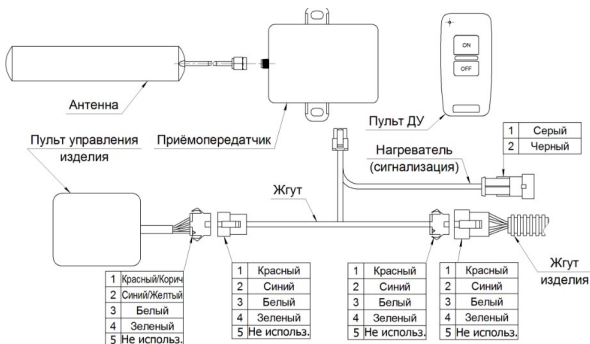 ON
OFF
Антенна
Приёмопередатчик
Пульт ДУ
Пульт управления
изделия
Нагреватель
(сигнализация)
1 Серый
2 Черный
Жгут
Жгут
изделия
1 Красный/Корич
2 Синий/Желтый
3 Белый
4 Зеленый
5 Не использ.
1 Красный
2 Синий
3 Белый
4 Зеленый
5 Не использ.
1 Красный
2 Синий
3 Белый
4 Зеленый
5 Не использ.
1 Красный
2 Синий
3 Белый
4 Зеленый
5 Не использ.